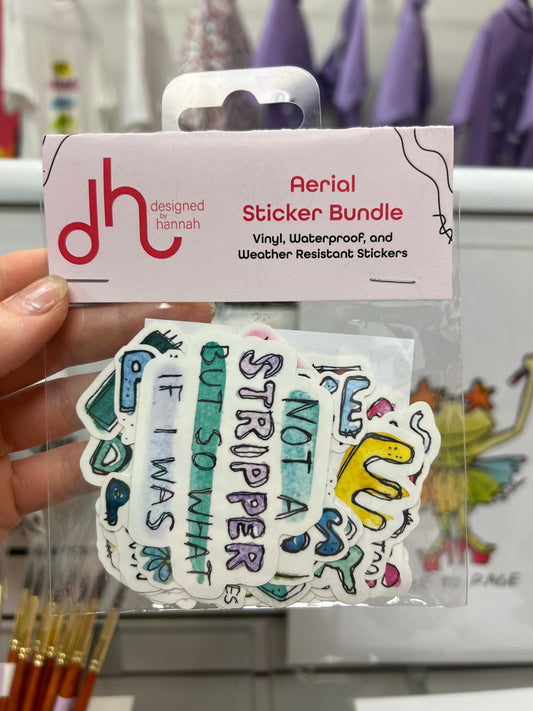 dh
designed
by
hannah
Aerial
Sticker Bundle
Vinyl, Waterproof, and
Weather Resistant Stickers
NOT A
STRIPPER
BUT SO WHAT
IF I WAS
TO RAGE